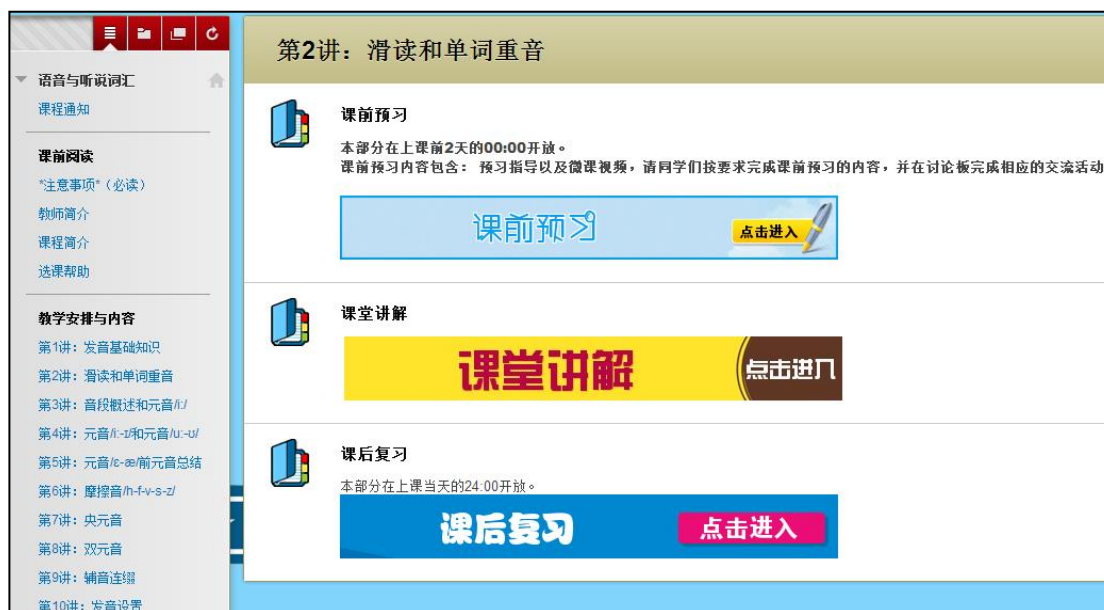 语音与听说词汇
课程通知
课前阅读
*注意事项*（必读）
教师简介
课程简介
选课帮助
教学安排与内容
第1讲：发音基础知识
第2讲：滑读和单词重音
第3讲：音段概述和元音/i:/
第4讲：元音/i:-ɪ/和元音/u:-ʊ/
第5讲：元音/ɛ-æ/前元音总结
第6讲：摩擦音/h-f-v-s-z/
第7讲：央元音
第8讲：双元音
第9讲：辅音连缀
第10讲：发音设置
第2讲：滑读和单词重音
课前预习
本部分在上课前2天的00:00开放。
课前预习内容包含： 预习指导以及微课视频，请同学们按要求完成课前预习的内容，并在讨论板完成相应的交流活动
课前预习 点击进入
课堂讲解
课堂讲解 点击进入
课后复习
本部分在上课当天的24:00开放。
课后复习 点击进入